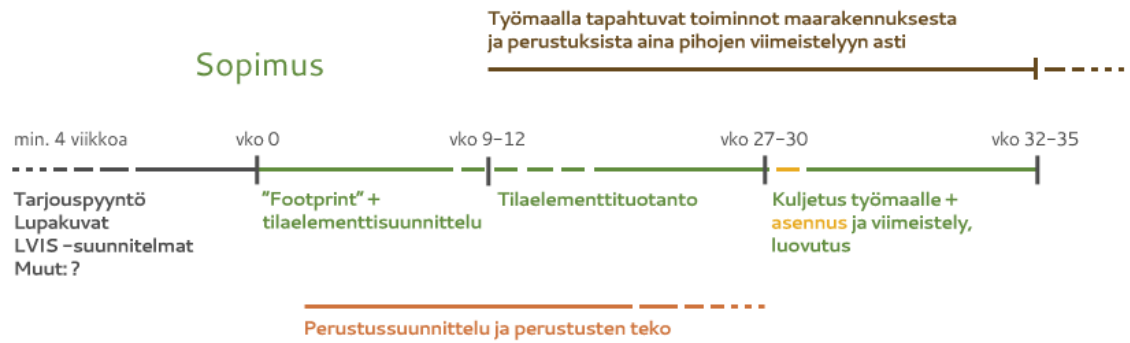 Työmaalla tapahtuvat toiminnot maarakennuksesta
ja perustuksista aina pihojen viimeistelyyn asti
Sopimus
min. 4 viikkoa
vko 0
vko 9-12
vko 27-30
vko 32-35
Tarjouspyyntö
Lupakuvat
LVIS -suunnitelmat
Muut: ?
"Footprint" +
tilaelementtisuunnittelu
Tilaelementtituotanto
Kuljetus työmaalle +
asennus ja viimeistely,
luovutus
Perustussuunnittelu ja perustusten teko